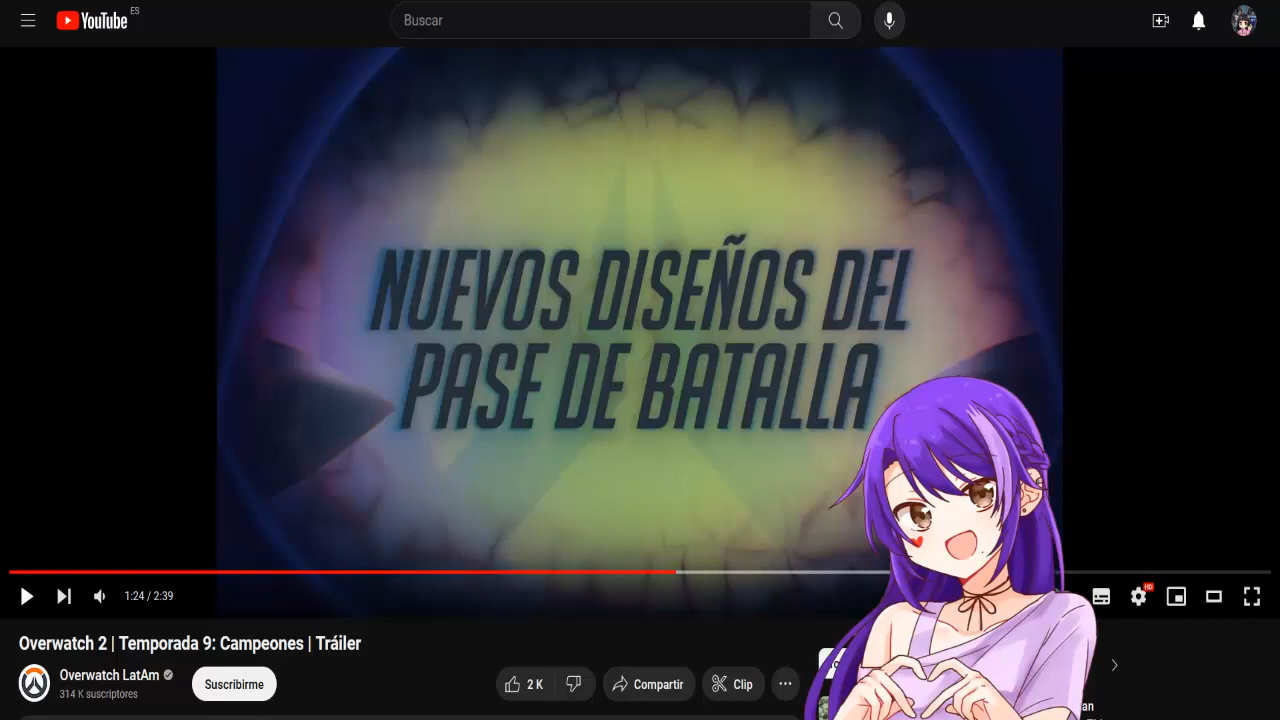 YouTube ES
Buscar
NUEVOS DISEÑOS DEL
PASE DE BATALLA
1:24 / 2:39
HD
Overwatch 2 | Temporada 9: Campeones | Tráiler
Overwatch LatAm
314 K suscriptores
Suscribirme
2 K
Compartir
Clip